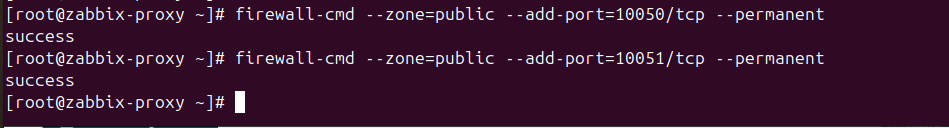 [root@zabbix-proxy ~]# firewall-cmd --zone=public --add-port=10050/tcp --permanent
success
[root@zabbix-proxy ~]# firewall-cmd --zone=public --add-port=10051/tcp --permanent
success
[root@zabbix-proxy ~]#